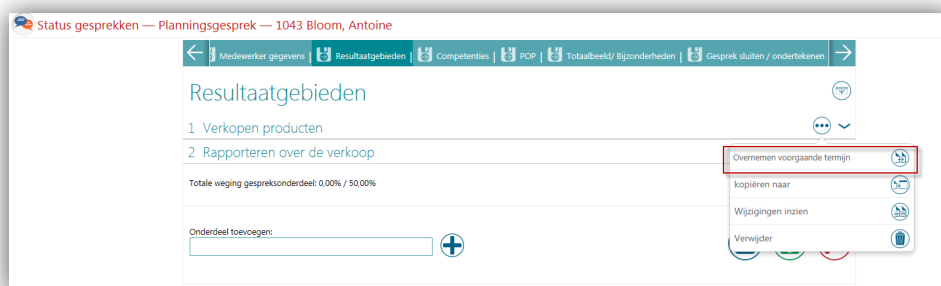 Status gesprekken — Planningsgesprek — 1043 Bloom, Antoine
Medewerker gegevens | Resultaatgebieden | Competenties | POP | Totaalbeeld/ Bijzonderheden | Gesprek sluiten / ondertekenen
Resultaatgebieden
1 Verkopen producten
2 Rapporteren over de verkoop
Overnemen voorgaande termijn
Totale weging gespreksonderdeel: 0,00% / 50,00%
kopiëren naar
Wijzigingen inzien
Onderdeel toevoegen:
Verwijder